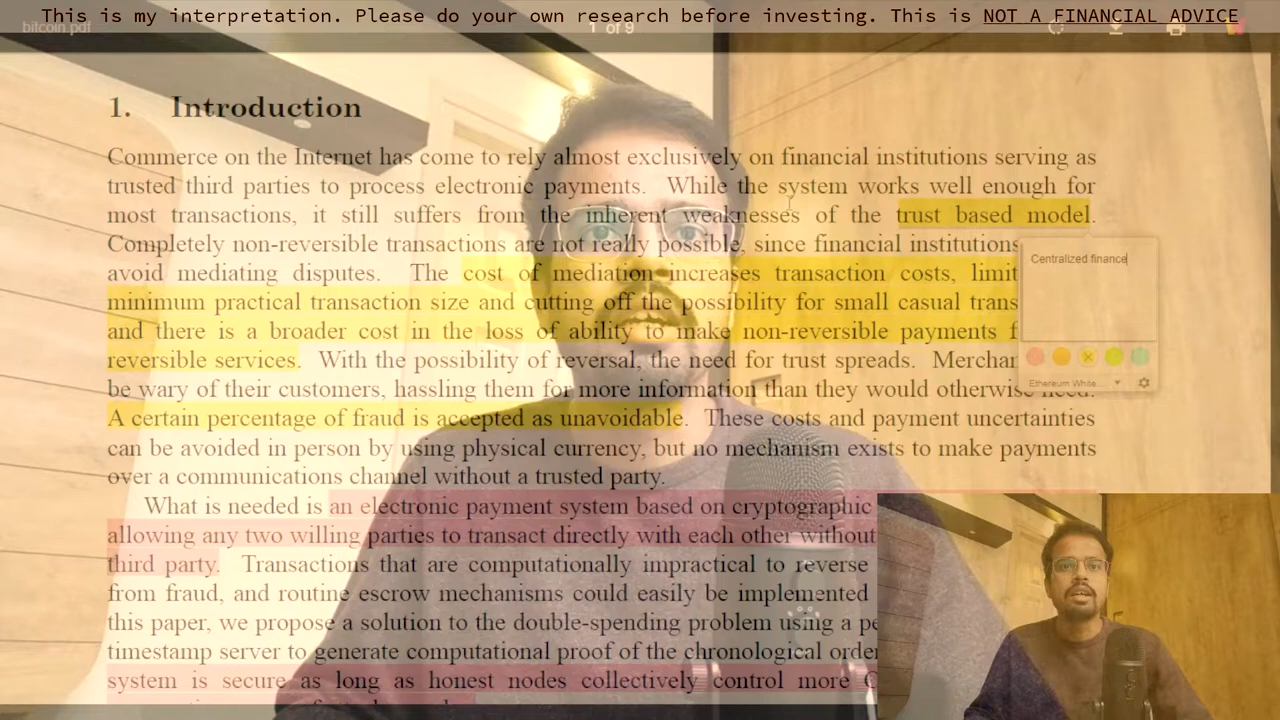 This is my interpretation. Please do your own research before investing. This is NOT A FINANCIAL ADVICE
bitcoin.pdf
1 of 9
1. Introduction
Commerce on the Internet has come to rely almost exclusively on financial institutions serving as
trusted third parties to process electronic payments. While the system works well enough for
most transactions, it still suffers from the inherent weaknesses of the trust based model.
Completely non-reversible transactions are not really possible, since financial institutions
avoid mediating disputes. The cost of mediation increases transaction costs, limit
minimum practical transaction size and cutting off the possibility for small casual trans
and there is a broader cost in the loss of ability to make non-reversible payments f
reversible services. With the possibility of reversal, the need for trust spreads. Merchan
be wary of their customers, hassling them for more information than they would otherwise need.
A certain percentage of fraud is accepted as unavoidable. These costs and payment uncertainties
can be avoided in person by using physical currency, but no mechanism exists to make payments
over a communications channel without a trusted party.
Centralized finance
Ethereum White...
What is needed is an electronic payment system based on cryptographic
allowing any two willing parties to transact directly with each other without
third party. Transactions that are computationally impractical to reverse
from fraud, and routine escrow mechanisms could easily be implemented
this paper, we propose a solution to the double-spending problem using a pe
timestamp server to generate computational proof of the chronological order
system is secure as long as honest nodes collectively control more